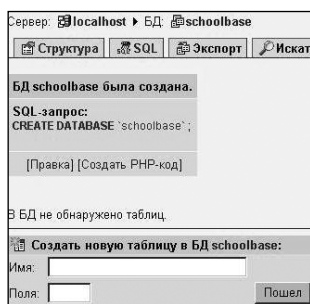 Сервер: localhost ▶ БД: schoolbase
Структура SQL Экспорт Искат
БД schoolbase была создана.
SQL-запрос:
CREATE DATABASE `schoolbase` ;
[Правка] [Создать PHP-код]
В БД не обнаружено таблиц.
Создать новую таблицу в БД schoolbase:
Имя:
Поля: Пошел